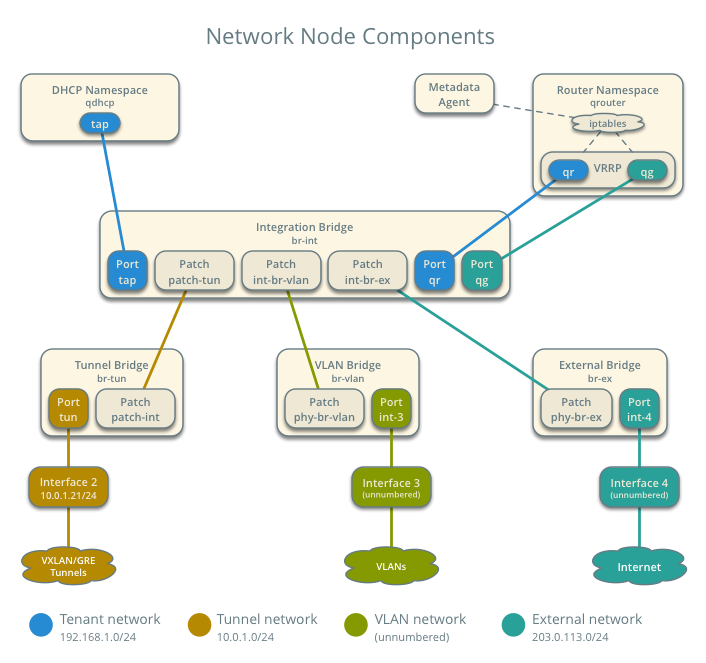 Network Node Components
DHCP Namespace
qdhcp
tap
Metadata
Agent
Router Namespace
qrouter
iptables
VRRP
qr
qg
Integration Bridge
br-int
Port
tap
Patch
patch-tun
Patch
int-br-vlan
Patch
int-br-ex
Port
qr
Port
qg
Tunnel Bridge
br-tun
Port
tun
Patch
patch-int
VLAN Bridge
br-vlan
Patch
phy-br-vlan
Port
int-3
External Bridge
br-ex
Patch
phy-br-ex
Port
int-4
Interface 2
10.0.1.21/24
Interface 3
(unnumbered)
Interface 4
(unnumbered)
VXLAN/GRE
Tunnels
VLANs
Internet
Tenant network
192.168.1.0/24
Tunnel network
10.0.1.0/24
VLAN network
(unnumbered)
External network
203.0.113.0/24